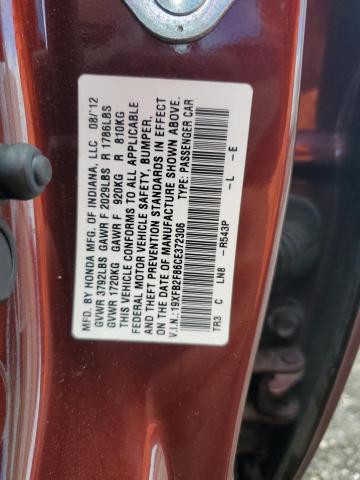 MFD. BY HONDA MFG. OF INDIANA, LLC 08/12
GVWR 3792LBS GAWR F 2029LBS R 1786LBS
GVWR 1720KG GAWR F 920KG R 810KG
THIS VEHICLE CONFORMS TO ALL APPLICABLE
FEDERAL MOTOR VEHICLE SAFETY, BUMPER,
AND THEFT PREVENTION STANDARDS IN EFFECT
ON THE DATE OF MANUFACTURE SHOWN ABOVE.
V.I.N.: 19XFB2F86CE372306 TYPE: PASSENGER CAR
TR3 C LN8 -R543P -L -E